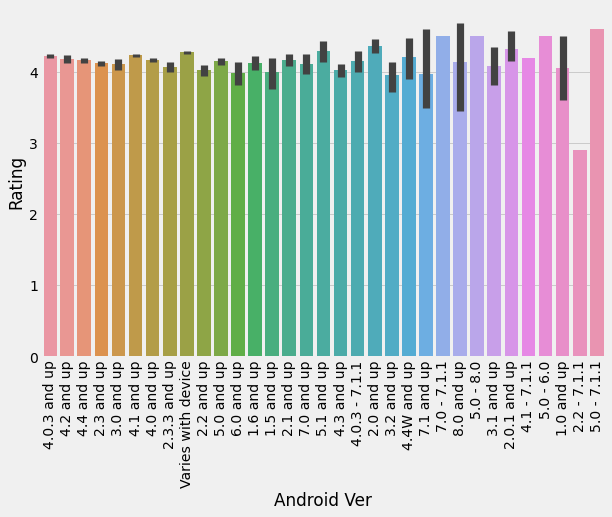 Rating
4
3
2
1
0
4.0.3 and up
4.2 and up
4.4 and up
2.3 and up
3.0 and up
4.1 and up
4.0 and up
2.3.3 and up
Varies with device
2.2 and up
5.0 and up
6.0 and up
1.6 and up
1.5 and up
2.1 and up
7.0 and up
5.1 and up
4.3 and up
4.0.3 - 7.1.1
2.0 and up
3.2 and up
4.4W and up
7.1 and up
7.0 - 7.1.1
8.0 and up
5.0 - 8.0
3.1 and up
2.0.1 and up
4.1 - 7.1.1
5.0 - 6.0
1.0 and up
2.2 - 7.1.1
5.0 - 7.1.1
Android Ver